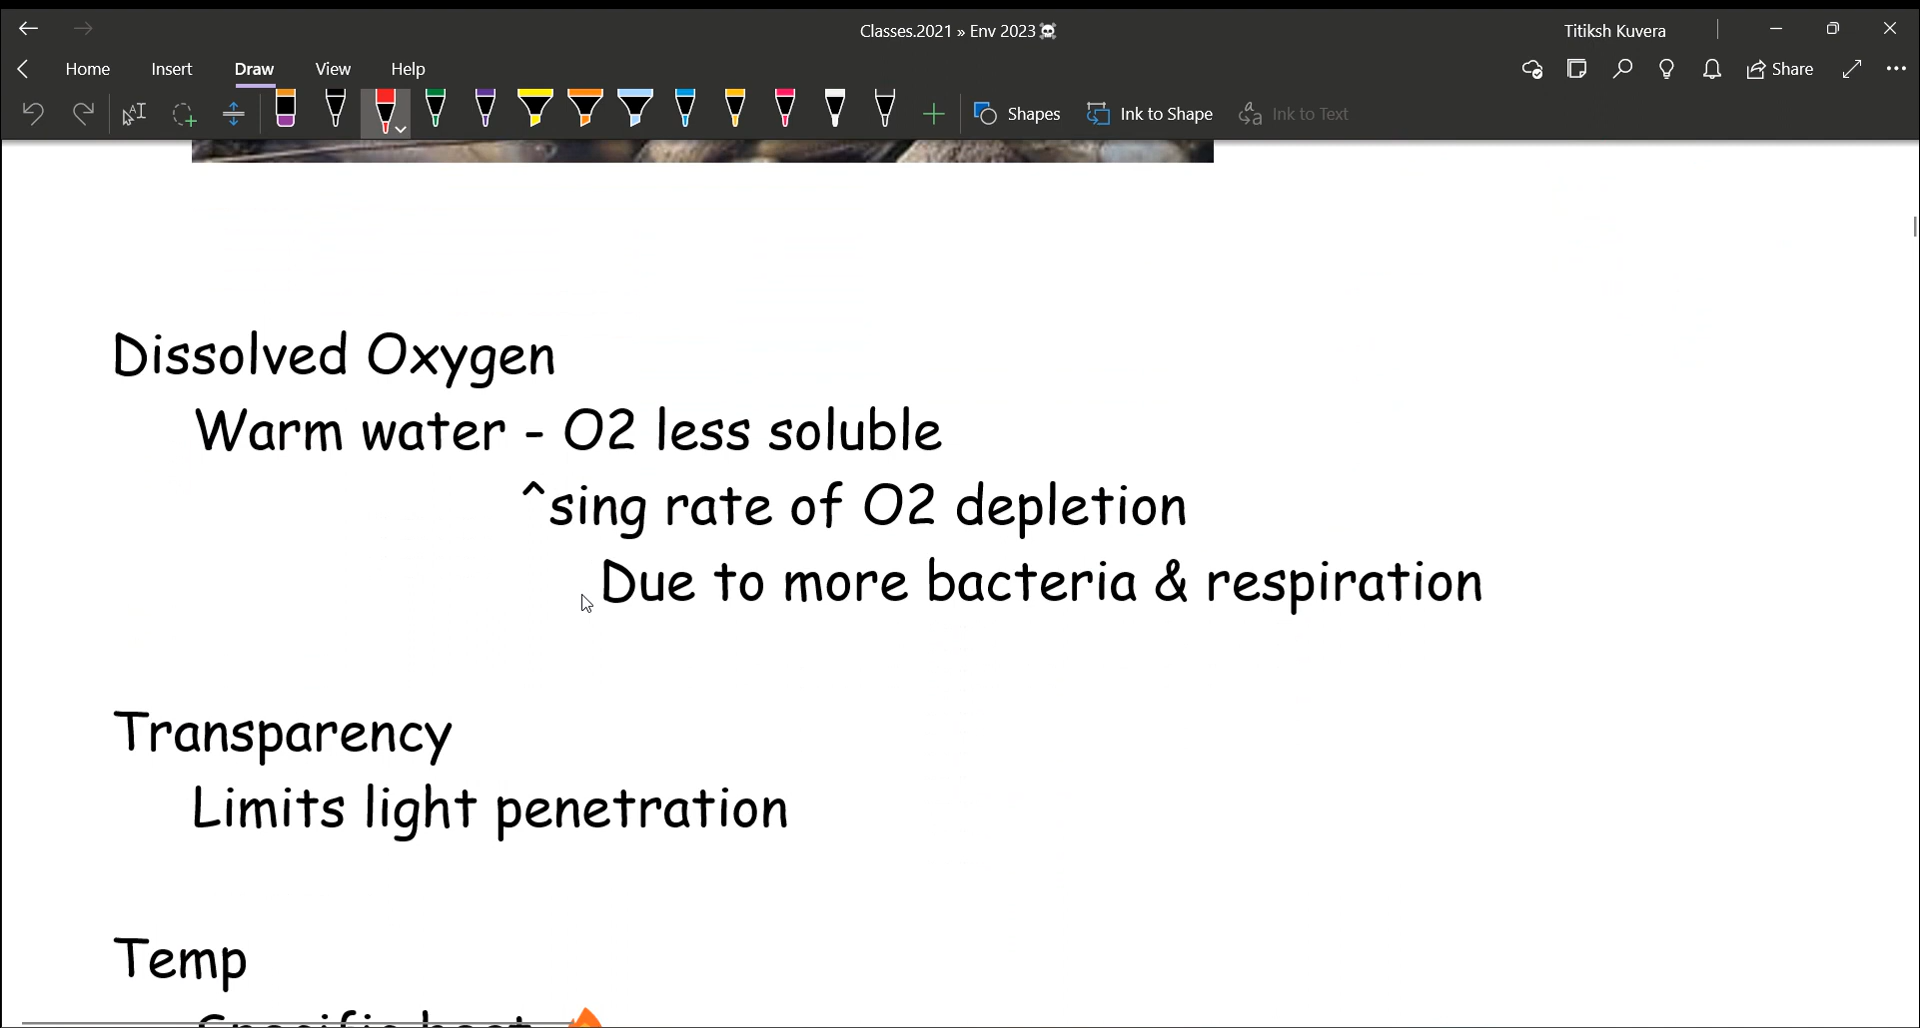 Classes.2021 » Env 2023☠
Titiksh Kuvera
Home Insert Draw View Help
Share
Shapes Ink to Shape Ink to Text
Dissolved Oxygen
Warm water - O2 less soluble
^sing rate of O2 depletion
Due to more bacteria & respiration
Transparency
Limits light penetration
Temp
Specific heat